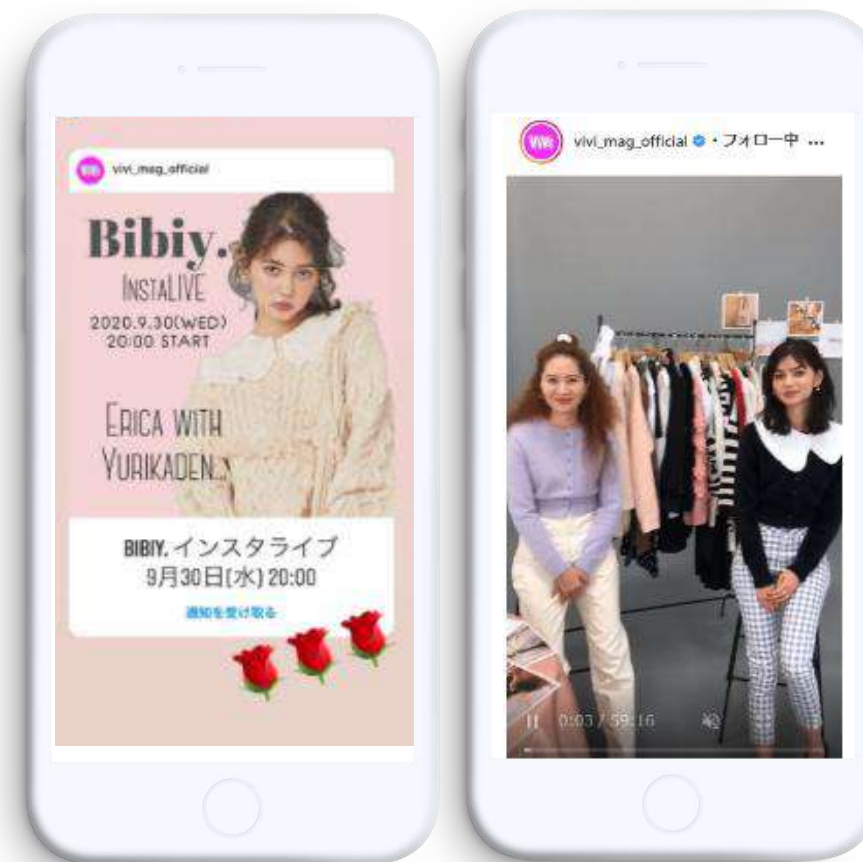 vivi_mag_official
Bibiy.
INSTALIVE
2020.9.30(WED)
20:00 START
ERICA WITH
YURIKADEN...
BIBIY.インスタライブ
9月30日(水) 20:00
通知を受け取る
ViVi
vivi_mag_official・フォロー中 ...
0:03 / 59:16